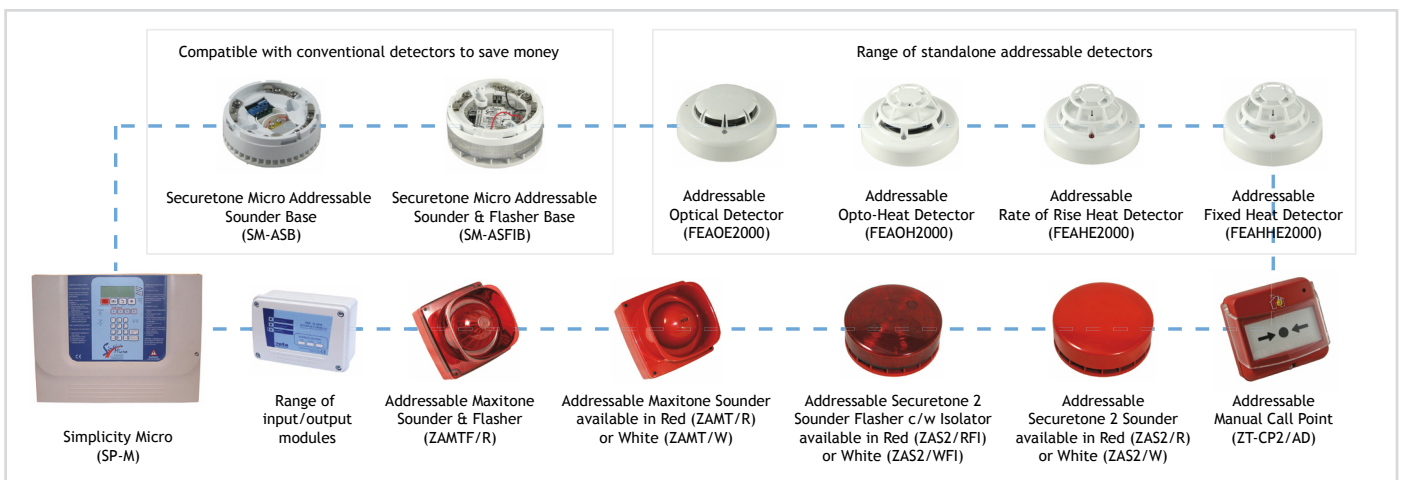 Compatible with conventional detectors to save money
Range of standalone addressable detectors
Securetone Micro Addressable
Sounder Base
(SM-ASB)
Securetone Micro Addressable
Sounder & Flasher Base
(SM-ASFIB)
Addressable
Optical Detector
(FEAOE2000)
Addressable
Opto-Heat Detector
(FEAOH2000)
Addressable
Rate of Rise Heat Detector
(FEAHE2000)
Addressable
Fixed Heat Detector
(FEAHHE2000)
Simplicity Micro
(SP-M)
Range of
input/output
modules
Addressable Maxitone
Sounder & Flasher
(ZAMTF/R)
Addressable Maxitone Sounder
available in Red (ZAMT/R)
or White (ZAMT/W)
Addressable Securetone 2
Sounder Flasher c/w Isolator
available in Red (ZAS2/RFI)
or White (ZAS2/WFI)
Addressable
Securetone 2 Sounder
available in Red (ZAS2/R)
or White (ZAS2/W)
Addressable
Manual Call Point
(ZT-CP2/AD)